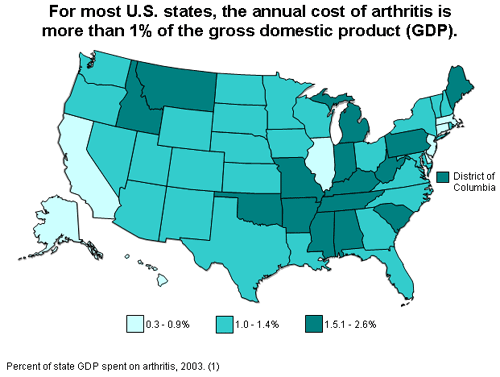 For most U.S. states, the annual cost of arthritis is
more than 1% of the gross domestic product (GDP).
District of
Columbia
0.3 - 0.9%
1.0 - 1.4%
1.5.1 - 2.6%
Percent of state GDP spent on arthritis, 2003. (1)